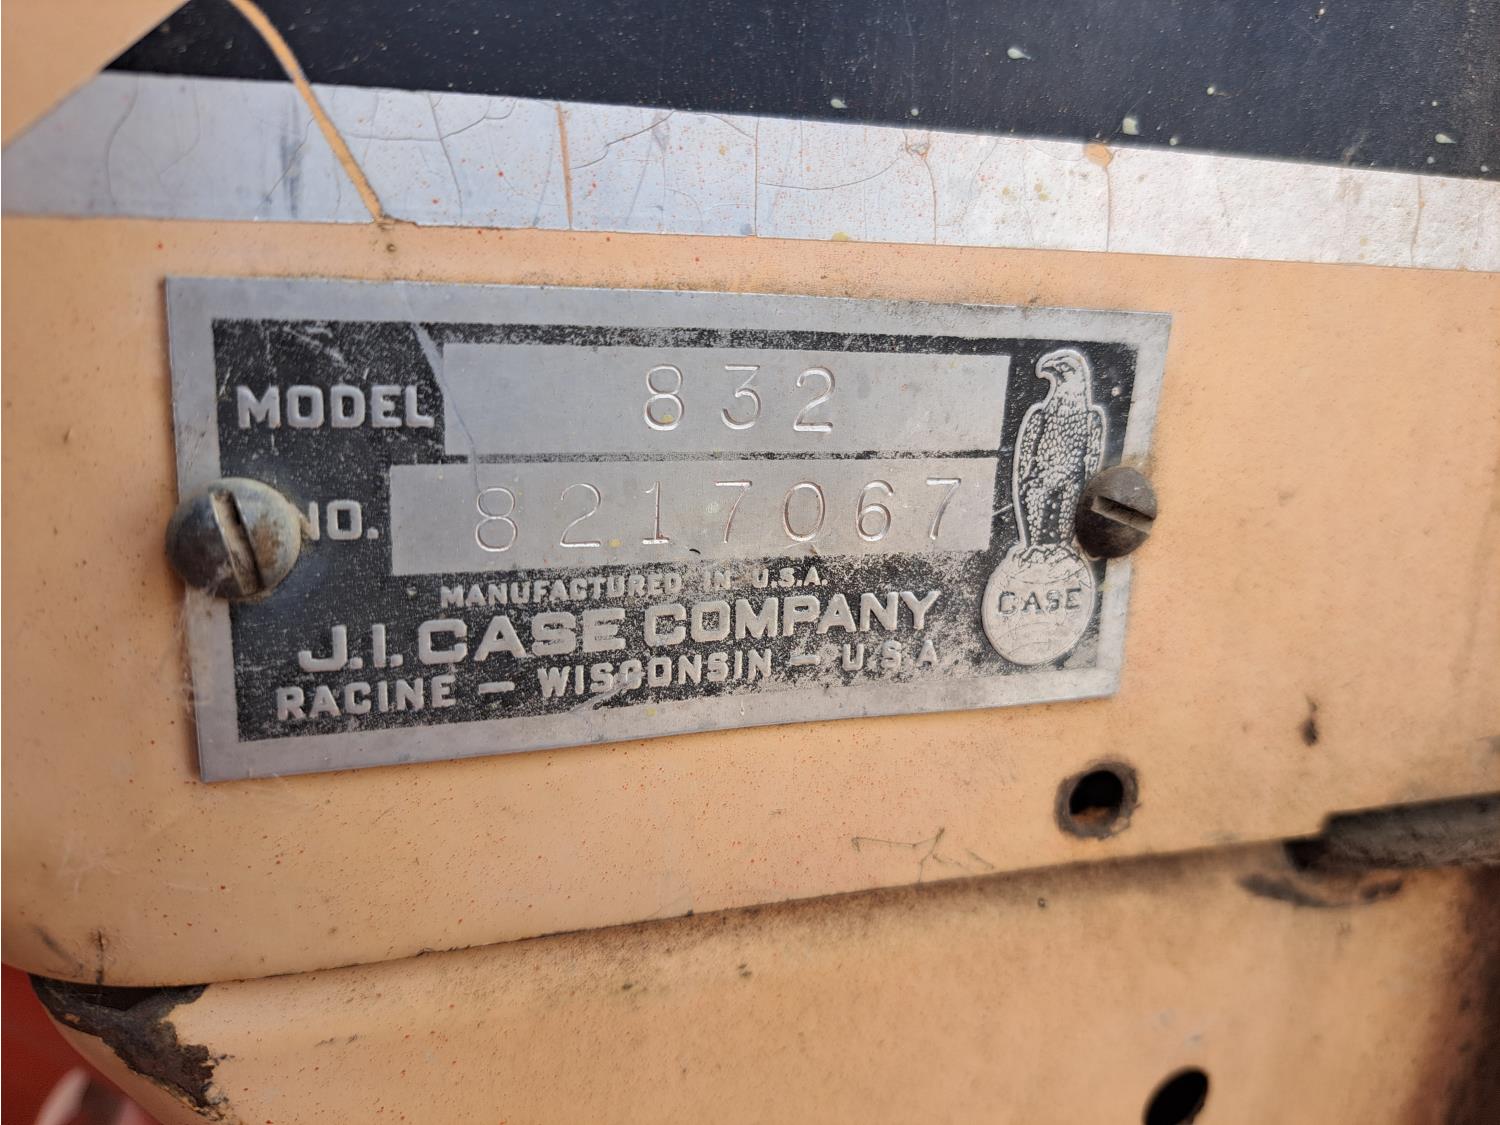 MODEL 832
NO. 8217067
MANUFACTURED IN U.S.A.
J.I. CASE COMPANY
RACINE — WISCONSIN — U.S.A
CASE